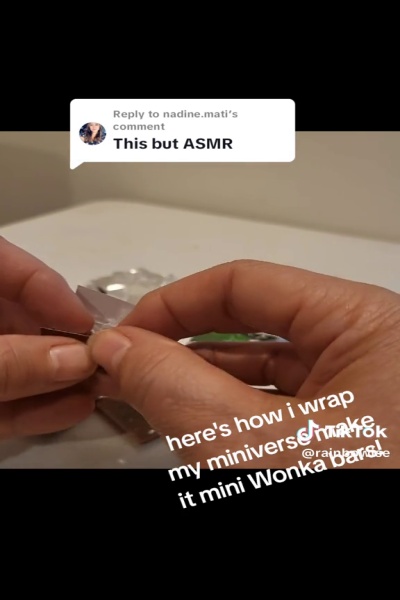 Reply to nadine.mati's
comment
This but ASMR
here's how i wrap
my miniverse make
it mini Wonka bars!
TikTok